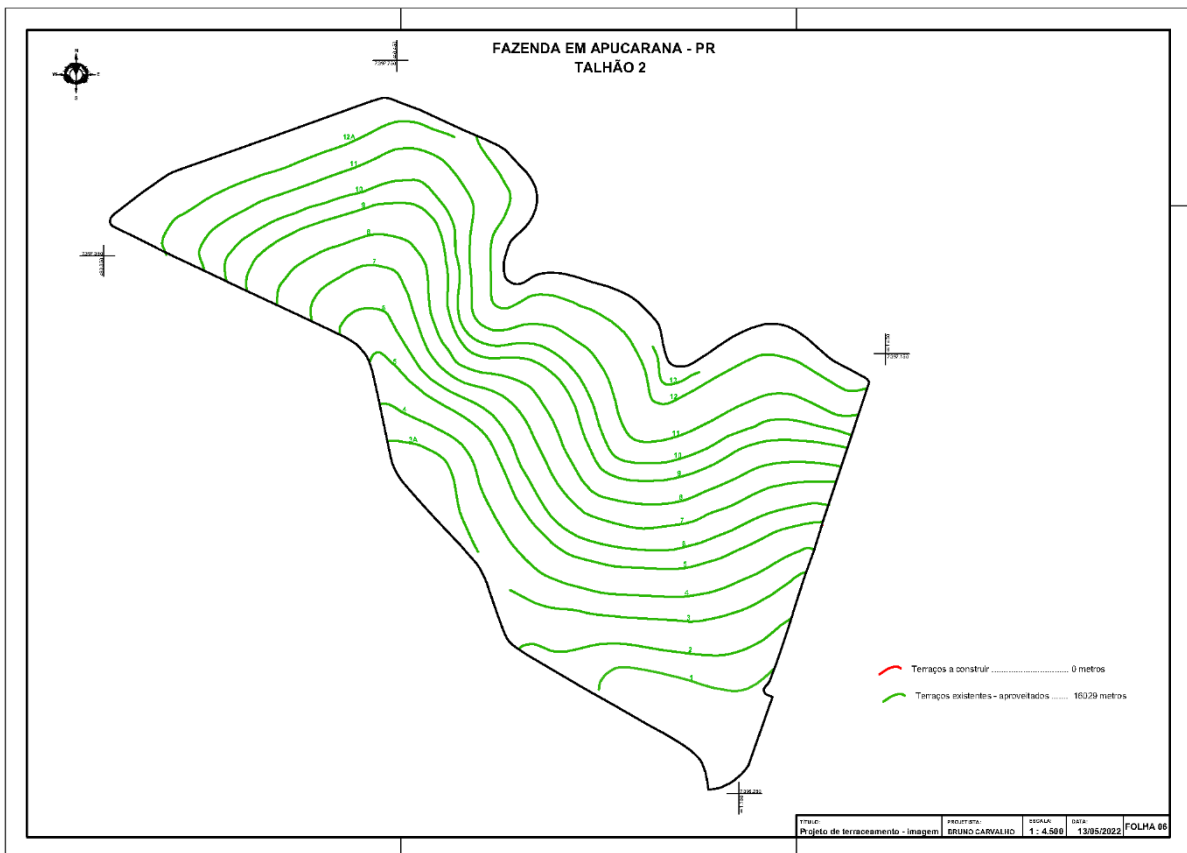 FAZENDA EM APUCARANA - PR
TALHÃO 2
N
W
E
S
12A
11
10
9
8
7
6
5
4
3A
13
12
11
10
9
8
7
6
5
4
3
2
1
Terraços a construir ................................ 0 metros
Terraços existentes - aproveitados ....... 16029 metros
TÍTULO:
Projeto de terraceamento - imagem
PROJETISTA:
BRUNO CARVALHO
ESCALA:
1 : 4.500
DATA:
13/05/2022
FOLHA 06